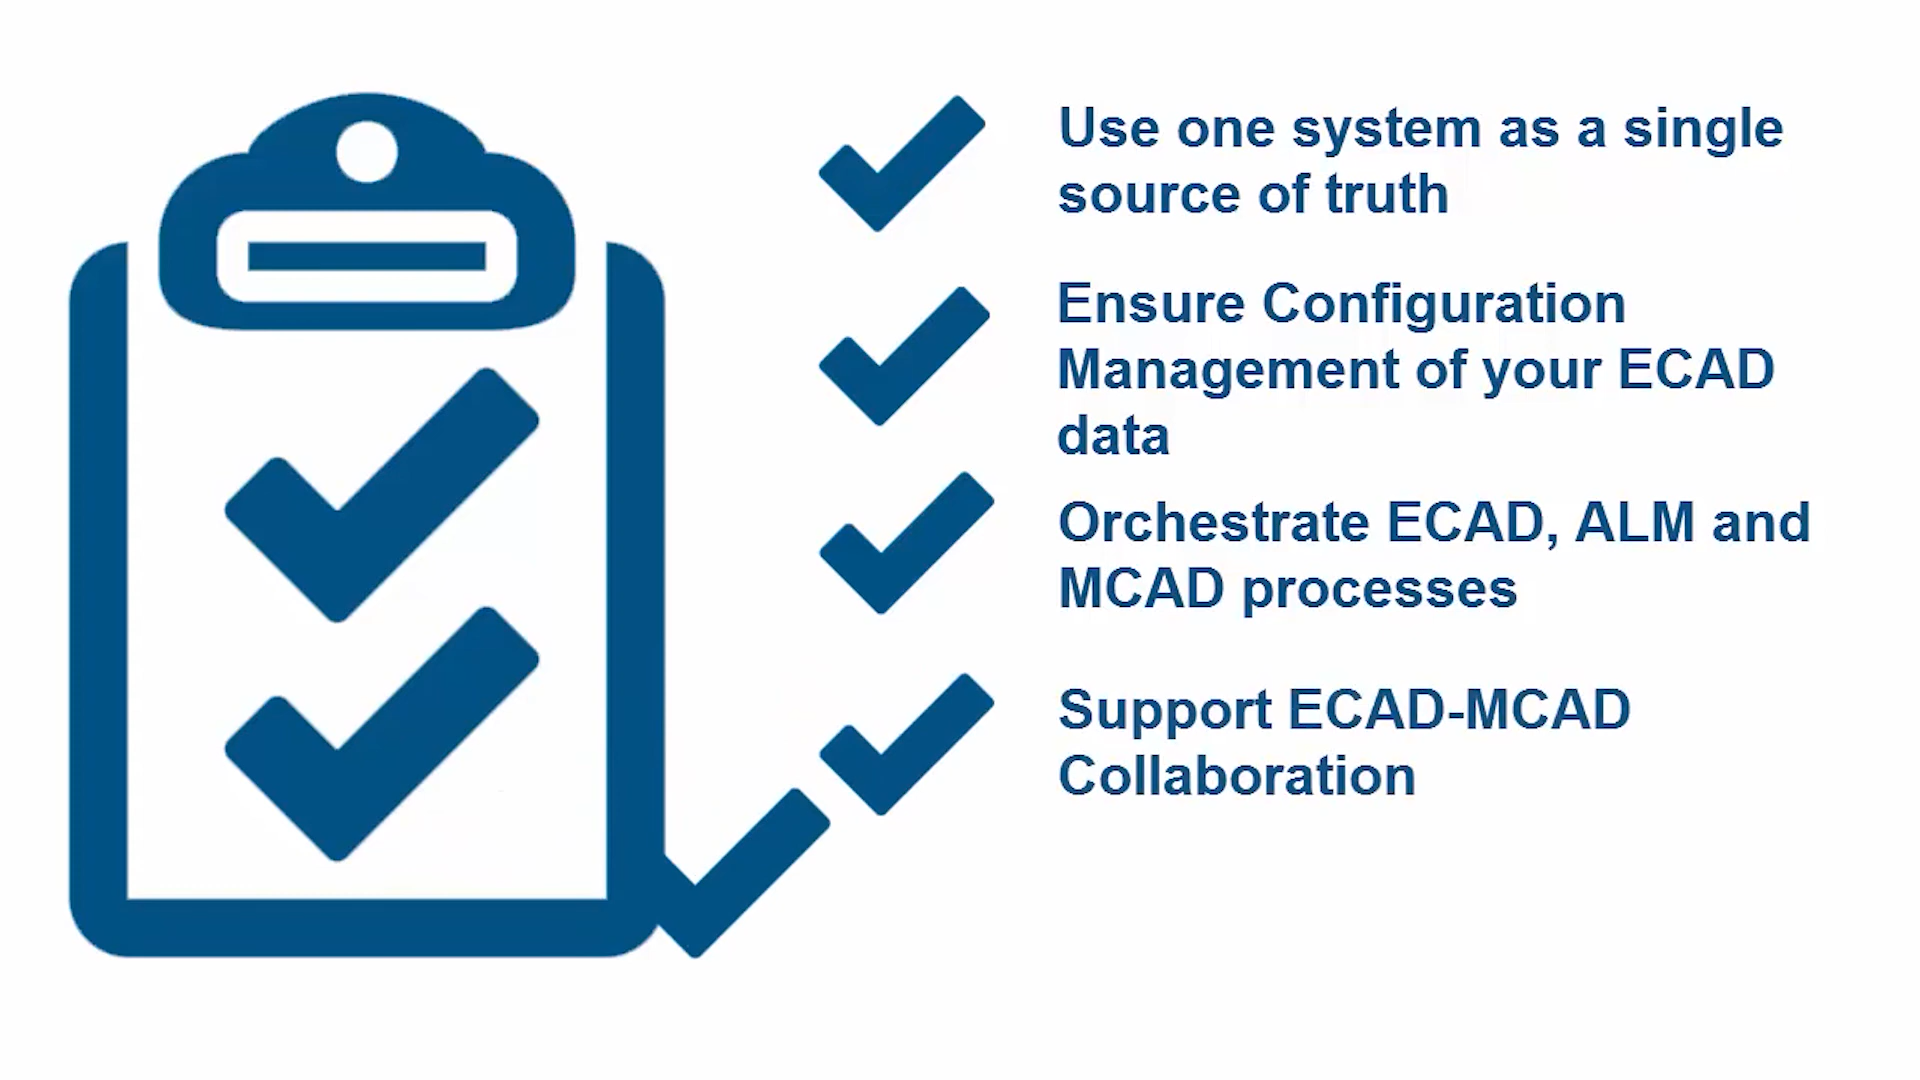 Use one system as a single
source of truth
Ensure Configuration
Management of your ECAD
data
Orchestrate ECAD, ALM and
MCAD processes
Support ECAD-MCAD
Collaboration